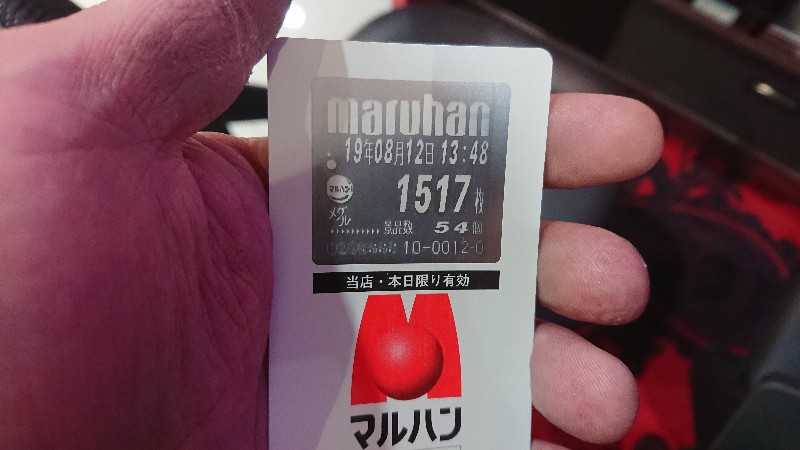 maruhan
19年08月12日 13:48
マルハン
1517枚
メダル
景品数 54個
10-0012-0
当店・本日限り有効
マルハン